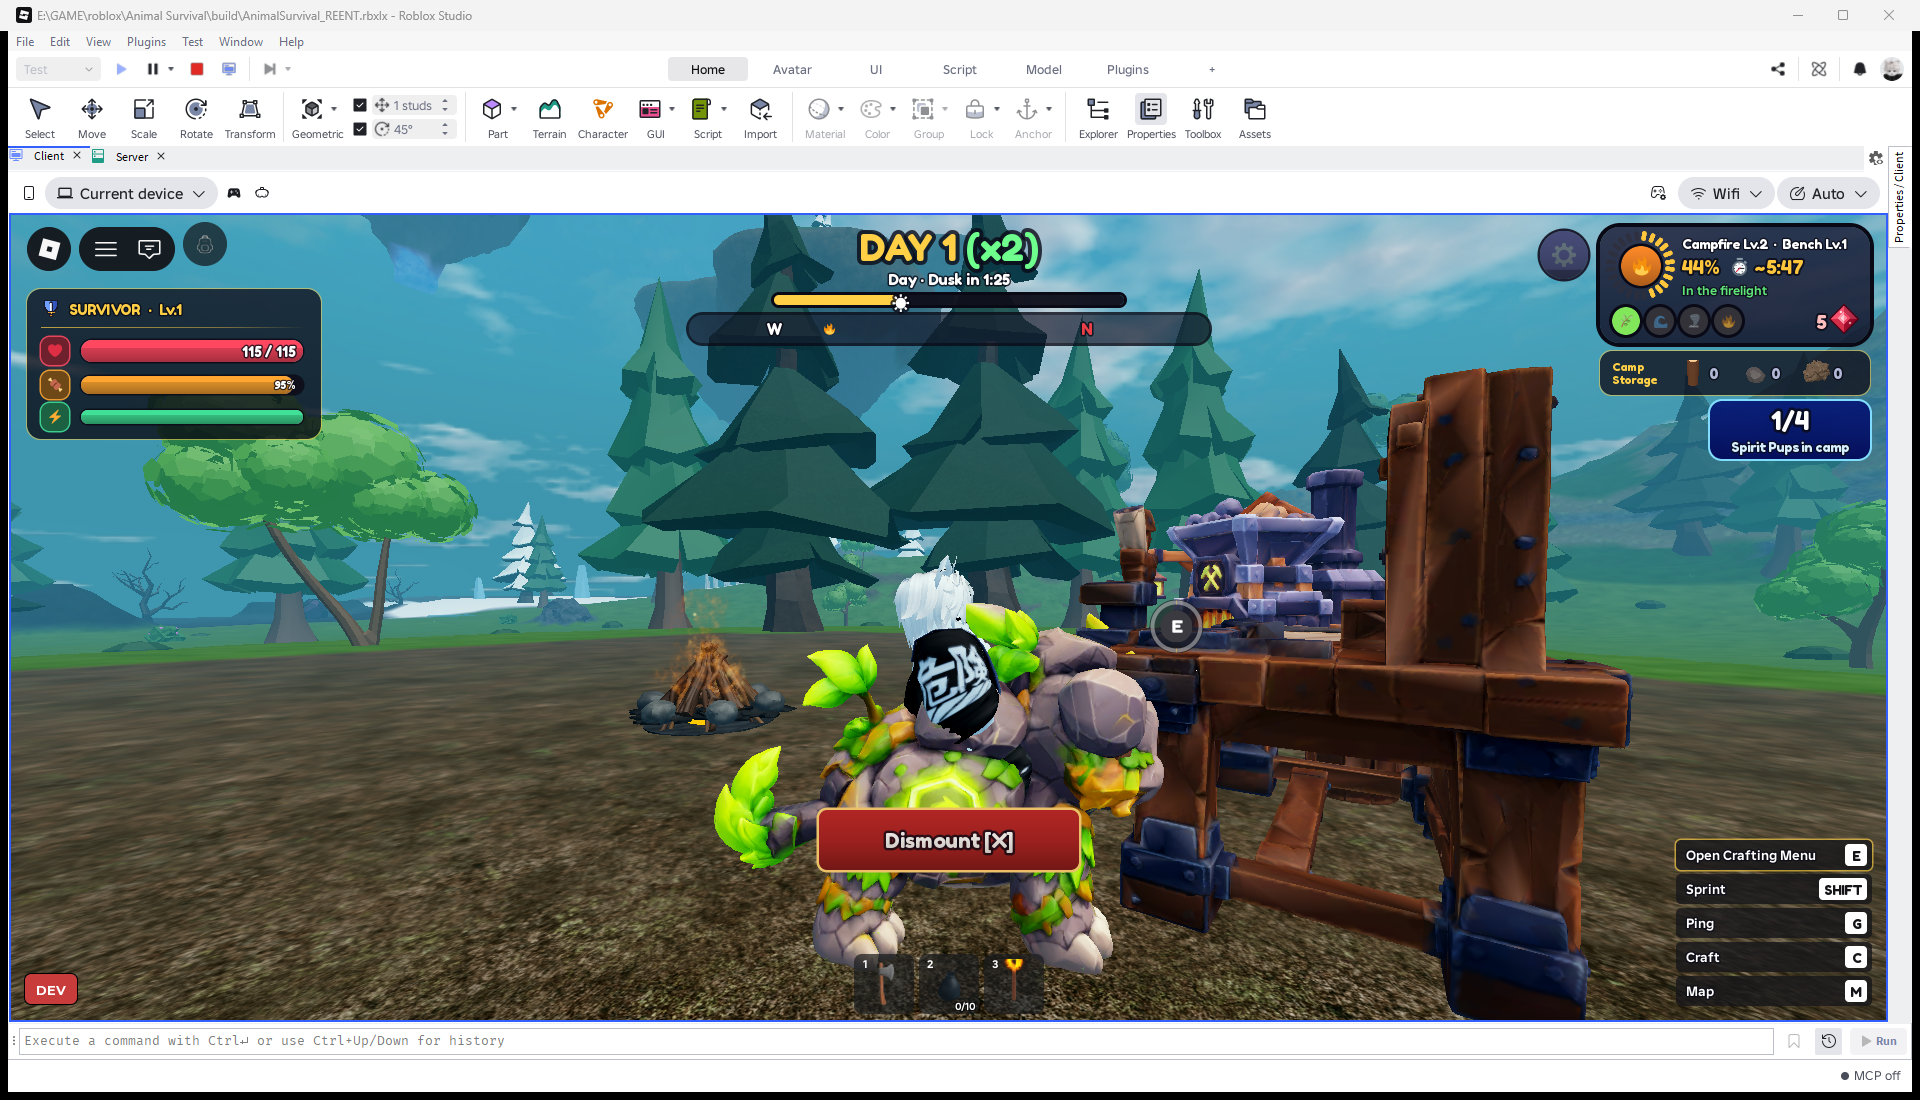 E:\GAME\roblox\Animal Survival\build\AnimalSurvival_REENT.rbxlx - Roblox Studio
File Edit View Plugins Test Window Help
Test
Home Avatar UI Script Model Plugins +
1 studs
45°
Select Move Scale Rotate Transform Geometric Part Terrain Character GUI Script Import Material Color Group Lock Anchor Explorer Properties Toolbox Assets
Client Server
Properties / Client
Current device
Wifi Auto
DAY 1 (x2)
Day · Dusk in 1:25
W N
SURVIVOR · Lv.1
115 / 115
95%
Campfire Lv.2 · Bench Lv.1
44% ~5:47
In the firelight
5
Camp Storage 0 0 0
1/4
Spirit Pups in camp
E
危険
Dismount [X]
Open Crafting Menu E
Sprint SHIFT
Ping G
Craft C
Map M
1 2 3
0/10
DEV
Execute a command with Ctrl↵ or use Ctrl+Up/Down for history
Run
MCP off